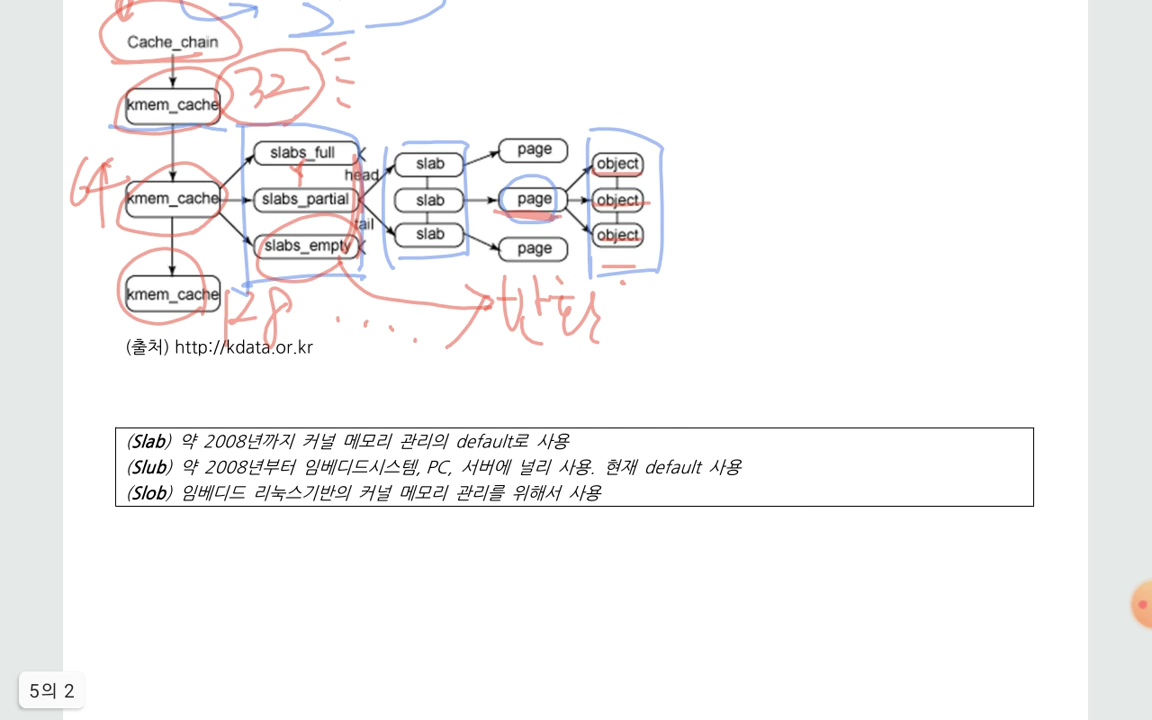 Cache_chain
32
kmem_cache
slabs_full
page
slab
object
head
64
kmem_cache
slabs_partial
slab
page
object
tail
slab
object
slabs_empty
page
kmem_cache
128
....
반환
(출처) http://kdata.or.kr
(Slab) 약 2008년까지 커널 메모리 관리의 default로 사용
(Slub) 약 2008년부터 임베디드시스템, PC, 서버에 널리 사용. 현재 default 사용
(Slob) 임베디드 리눅스기반의 커널 메모리 관리를 위해서 사용
5의 2